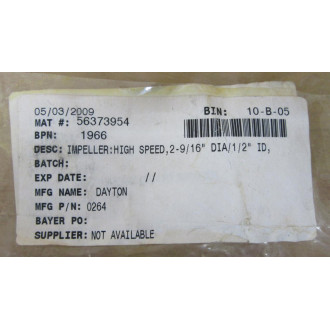 05/03/2009 BIN: 10-B-05
MAT #: 56373954
BPN: 1966
DESC: IMPELLER:HIGH SPEED,2-9/16" DIA/1/2" ID,
BATCH:
EXP DATE: //
MFG NAME: DAYTON
MFG P/N: 0264
BAYER PO:
SUPPLIER: NOT AVAILABLE